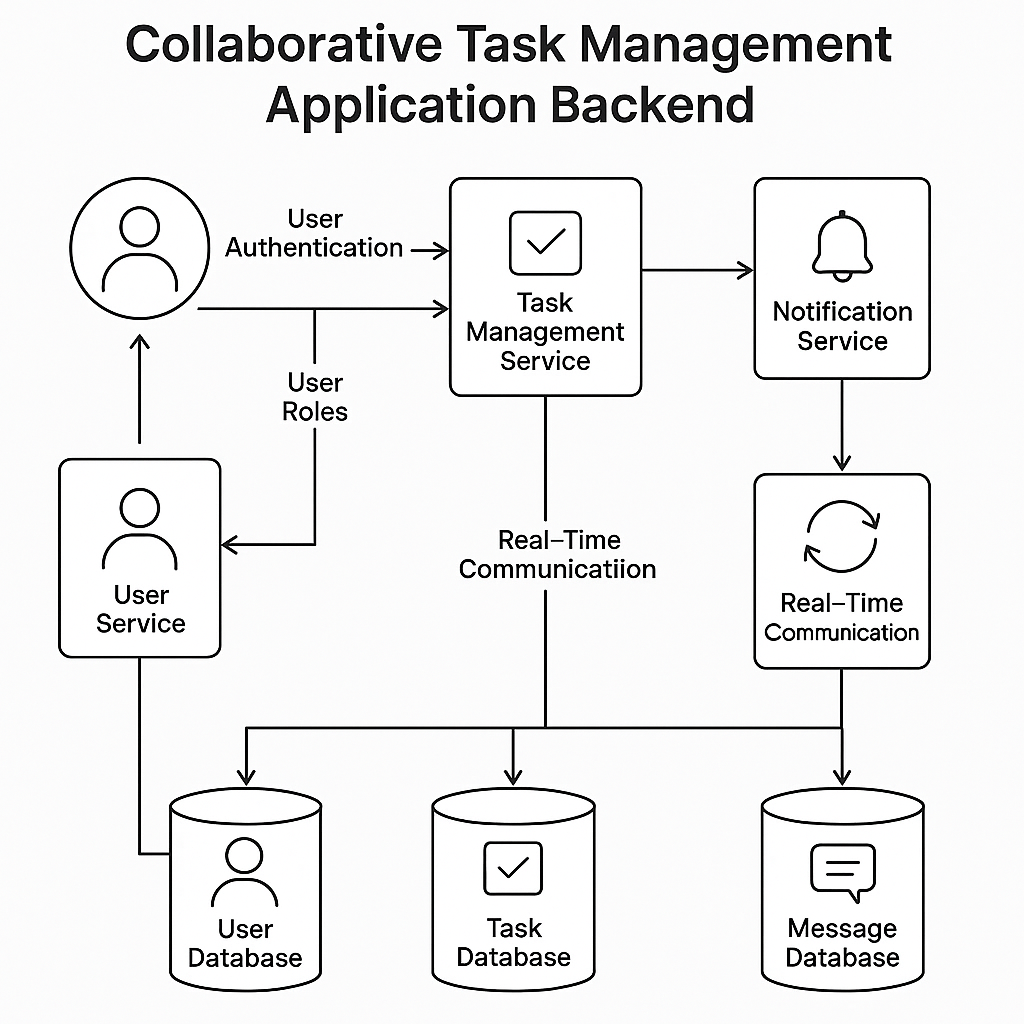 Collaborative Task Management
Application Backend
User
Authentication
Task
Management
Service
Notification
Service
User
Roles
User
Service
Real–Time
Communicatiion
Real–Time
Communication
User
Database
Task
Database
Message
Database